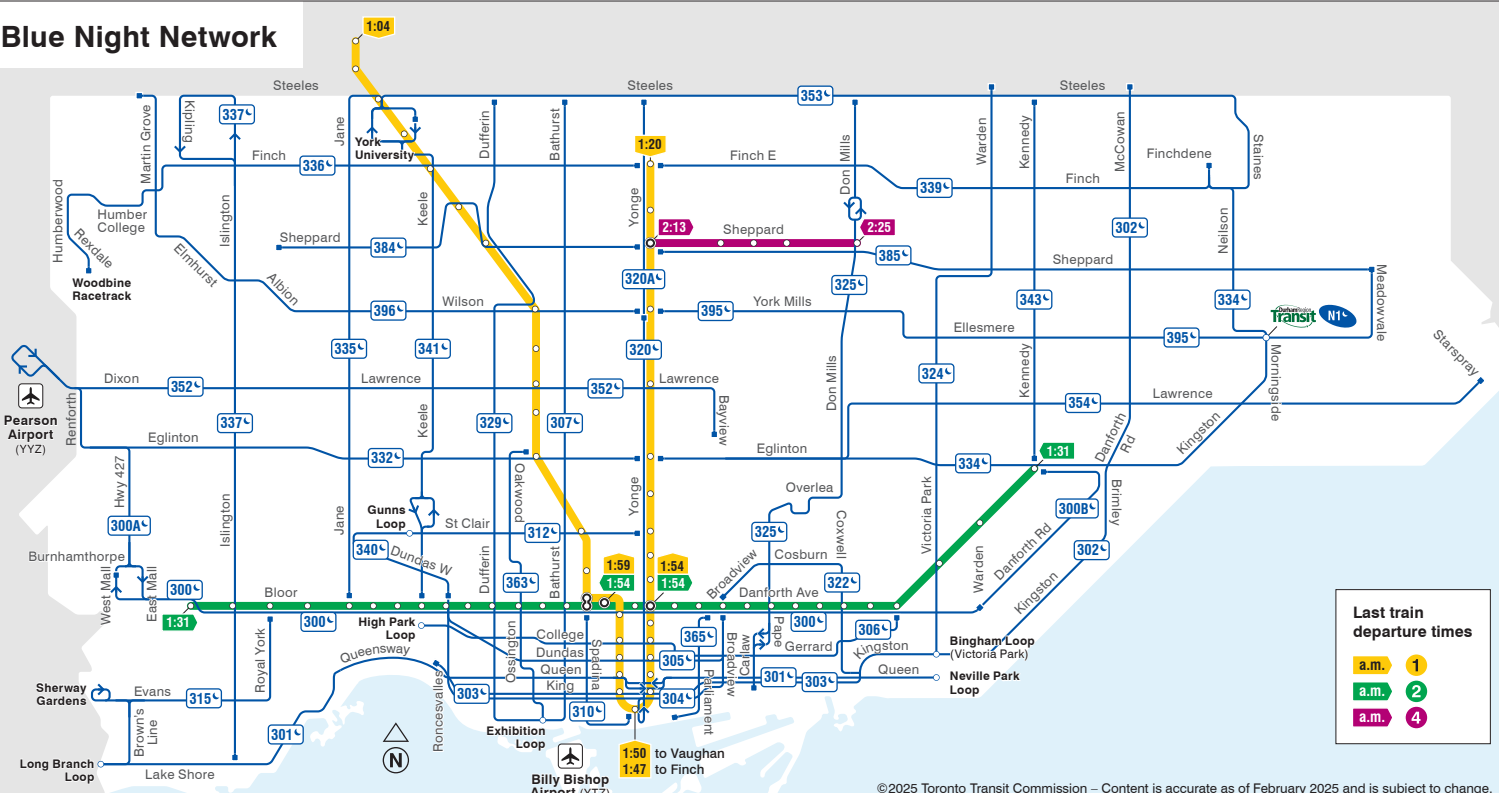 Blue Night Network
1:04
Steeles
Steeles
Steeles
353
337
Martin Grove
Kipling
Jane
York
University
Dufferin
Bathurst
1:20
Don Mills
Warden
Kennedy
McCowan
Finchdene
Staines
Finch
336
Finch E
339
Finch
Humberwood
Humber
College
Islington
Keele
Yonge
2:13
Sheppard
2:25
302
Neilson
Rexdale
Woodbine
Racetrack
Elmhurst
Albion
Sheppard
384
385
Sheppard
Meadowvale
320A
325
396
Wilson
395
York Mills
343
334
DurhamRegion
Transit
N1
Ellesmere
395
335
341
320
Kennedy
Morningside
Starspray
Pearson
Airport
(YYZ)
Dixon
352
Lawrence
352
Lawrence
324
Don Mills
354
Lawrence
Renforth
337
Keele
329
307
Bayview
Danforth
Rd
Kingston
Eglinton
332
Eglinton
334
1:31
Hwy 427
Oakwood
Yonge
Overlea
Victoria Park
Brimley
300A
Islington
Jane
Gunns
Loop
St Clair
312
325
Coxwell
300B
Burnhamthorpe
340
Dundas W
Dufferin
Bathurst
1:59
1:54
1:54
1:54
Cosburn
Warden
Danforth Rd
302
West Mall
East Mall
300
363
Broadview
322
Kingston
Bloor
Danforth Ave
1:31
300
High Park
Loop
College
365
Pape
300
306
Royal York
Queensway
Ossington
Dundas
Spadina
305
Broadview
Carlaw
Gerrard
Kingston
Bingham Loop
(Victoria Park)
Queen
301
303
Queen
Neville Park
Loop
Sherway
Gardens
Evans
315
Roncesvalles
303
King
304
Parliament
Brown's
Line
301
310
Exhibition
Loop
N
Long Branch
Loop
Lake Shore
Billy Bishop
Airport (YTZ)
1:50 to Vaughan
1:47 to Finch
Last train
departure times
a.m. 1
a.m. 2
a.m. 4
©2025 Toronto Transit Commission – Content is accurate as of February 2025 and is subject to change.